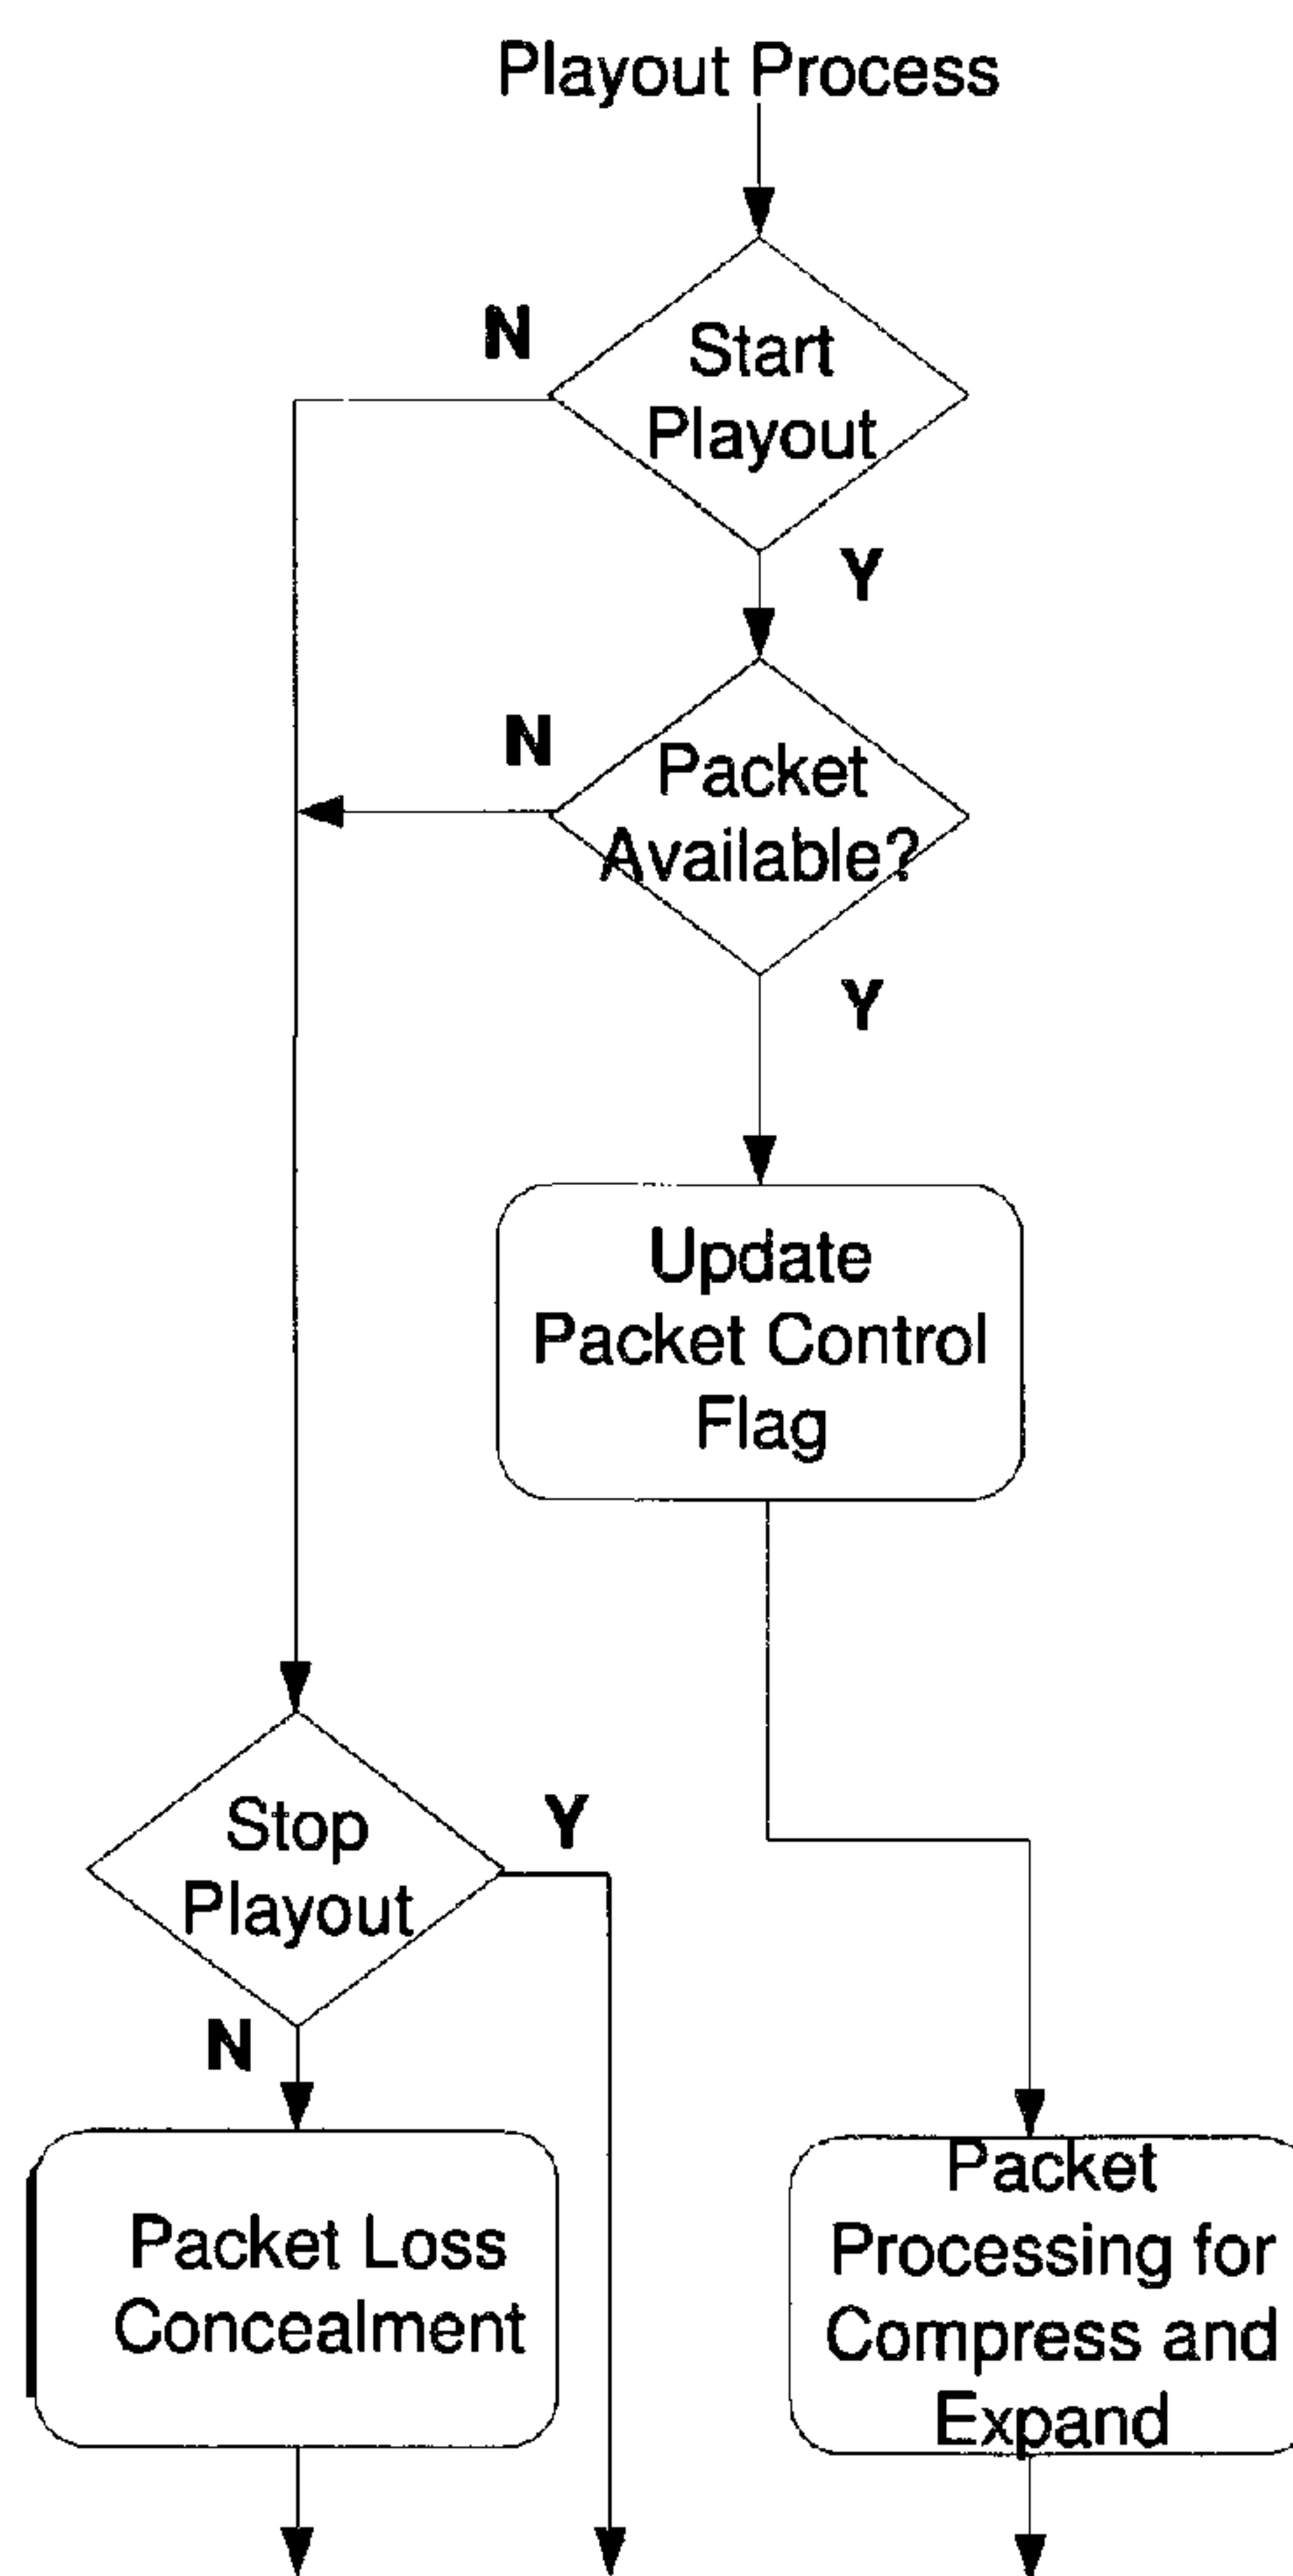 Playout Process
N
Start
Playout
Y
N
Packet
Available?
Y
Update
Packet Control
Flag
Stop
Playout
Y
N
Packet Loss
Concealment
Packet
Processing for
Compress and
Expand